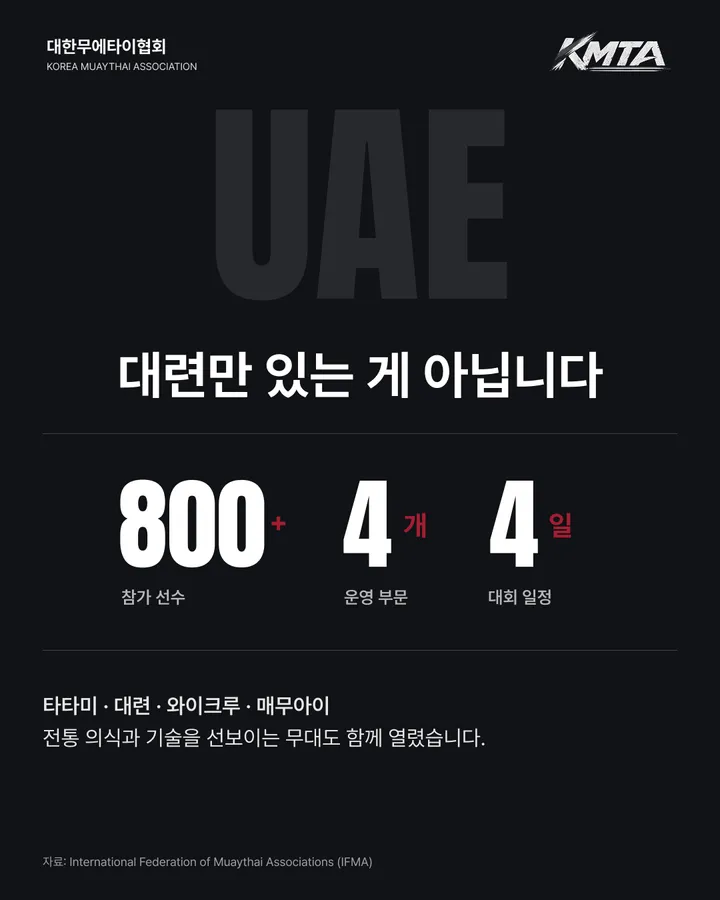 대한무에타이협회
KOREA MUAYTHAI ASSOCIATION
KMTA
UAE
대련만 있는 게 아닙니다
800+ 4개 4일
참가 선수 운영 부문 대회 일정
타타미 · 대련 · 와이크루 · 매무아이
전통 의식과 기술을 선보이는 무대도 함께 열렸습니다.
자료: International Federation of Muaythai Associations (IFMA)